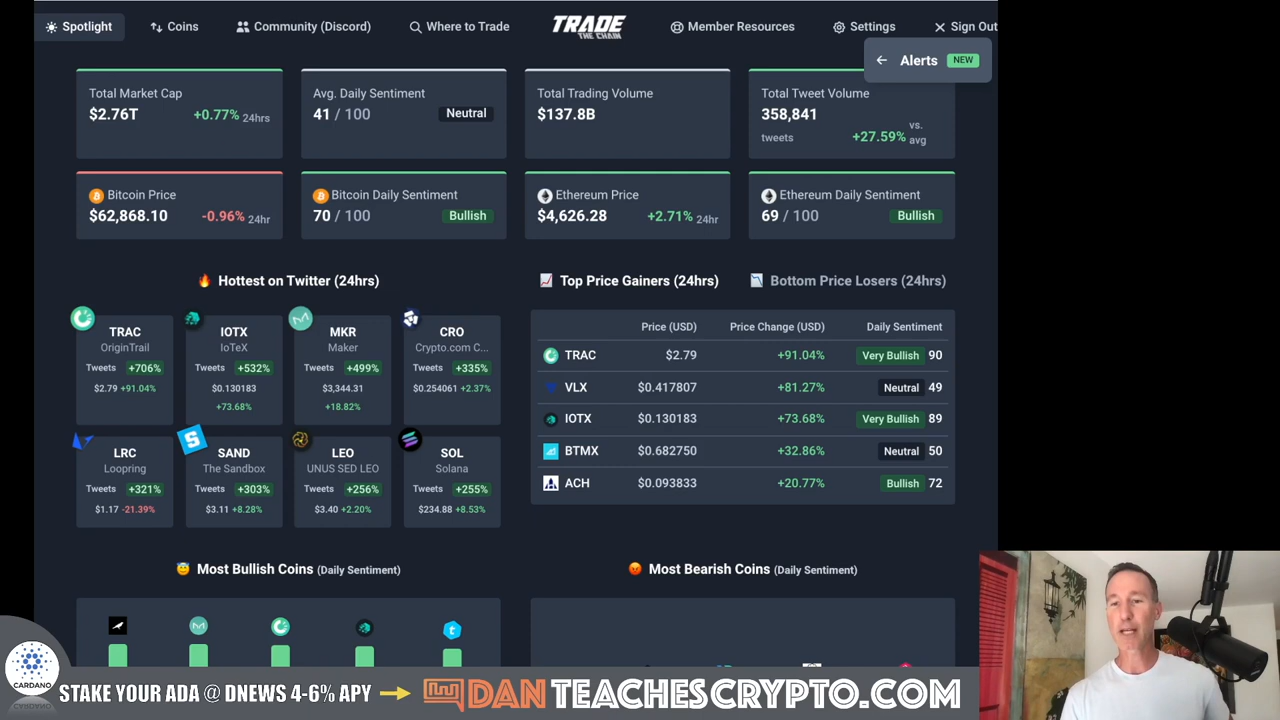 Spotlight
Coins
Community (Discord)
Where to Trade
TRADE
THE CHAIN
Member Resources
Settings
Sign Out
Alerts NEW
Total Market Cap
$2.76T +0.77% 24hrs
Avg. Daily Sentiment
41 / 100 Neutral
Total Trading Volume
$137.8B
Total Tweet Volume
358,841
tweets +27.59% vs. avg
Bitcoin Price
$62,868.10 -0.96% 24hr
Bitcoin Daily Sentiment
70 / 100 Bullish
Ethereum Price
$4,626.28 +2.71% 24hr
Ethereum Daily Sentiment
69 / 100 Bullish
Hottest on Twitter (24hrs)
TRAC
OriginTrail
Tweets +706%
$2.79 +91.04%
IOTX
IoTeX
Tweets +532%
$0.130183
+73.68%
MKR
Maker
Tweets +499%
$3,344.31
+18.82%
CRO
Crypto.com C...
Tweets +335%
$0.254061 +2.37%
LRC
Loopring
Tweets +321%
$1.17 -21.39%
SAND
The Sandbox
Tweets +303%
$3.11 +8.28%
LEO
UNUS SED LEO
Tweets +256%
$3.40 +2.20%
SOL
Solana
Tweets +255%
$234.88 +8.53%
Top Price Gainers (24hrs)
Bottom Price Losers (24hrs)
Price (USD) Price Change (USD) Daily Sentiment
TRAC $2.79 +91.04% Very Bullish 90
VLX $0.417807 +81.27% Neutral 49
IOTX $0.130183 +73.68% Very Bullish 89
BTMX $0.682750 +32.86% Neutral 50
ACH $0.093833 +20.77% Bullish 72
Most Bullish Coins (Daily Sentiment)
Most Bearish Coins (Daily Sentiment)
CARDANO
STAKE YOUR ADA @ DNEWS 4-6% APY
DANTEACHESCRYPTO.COM